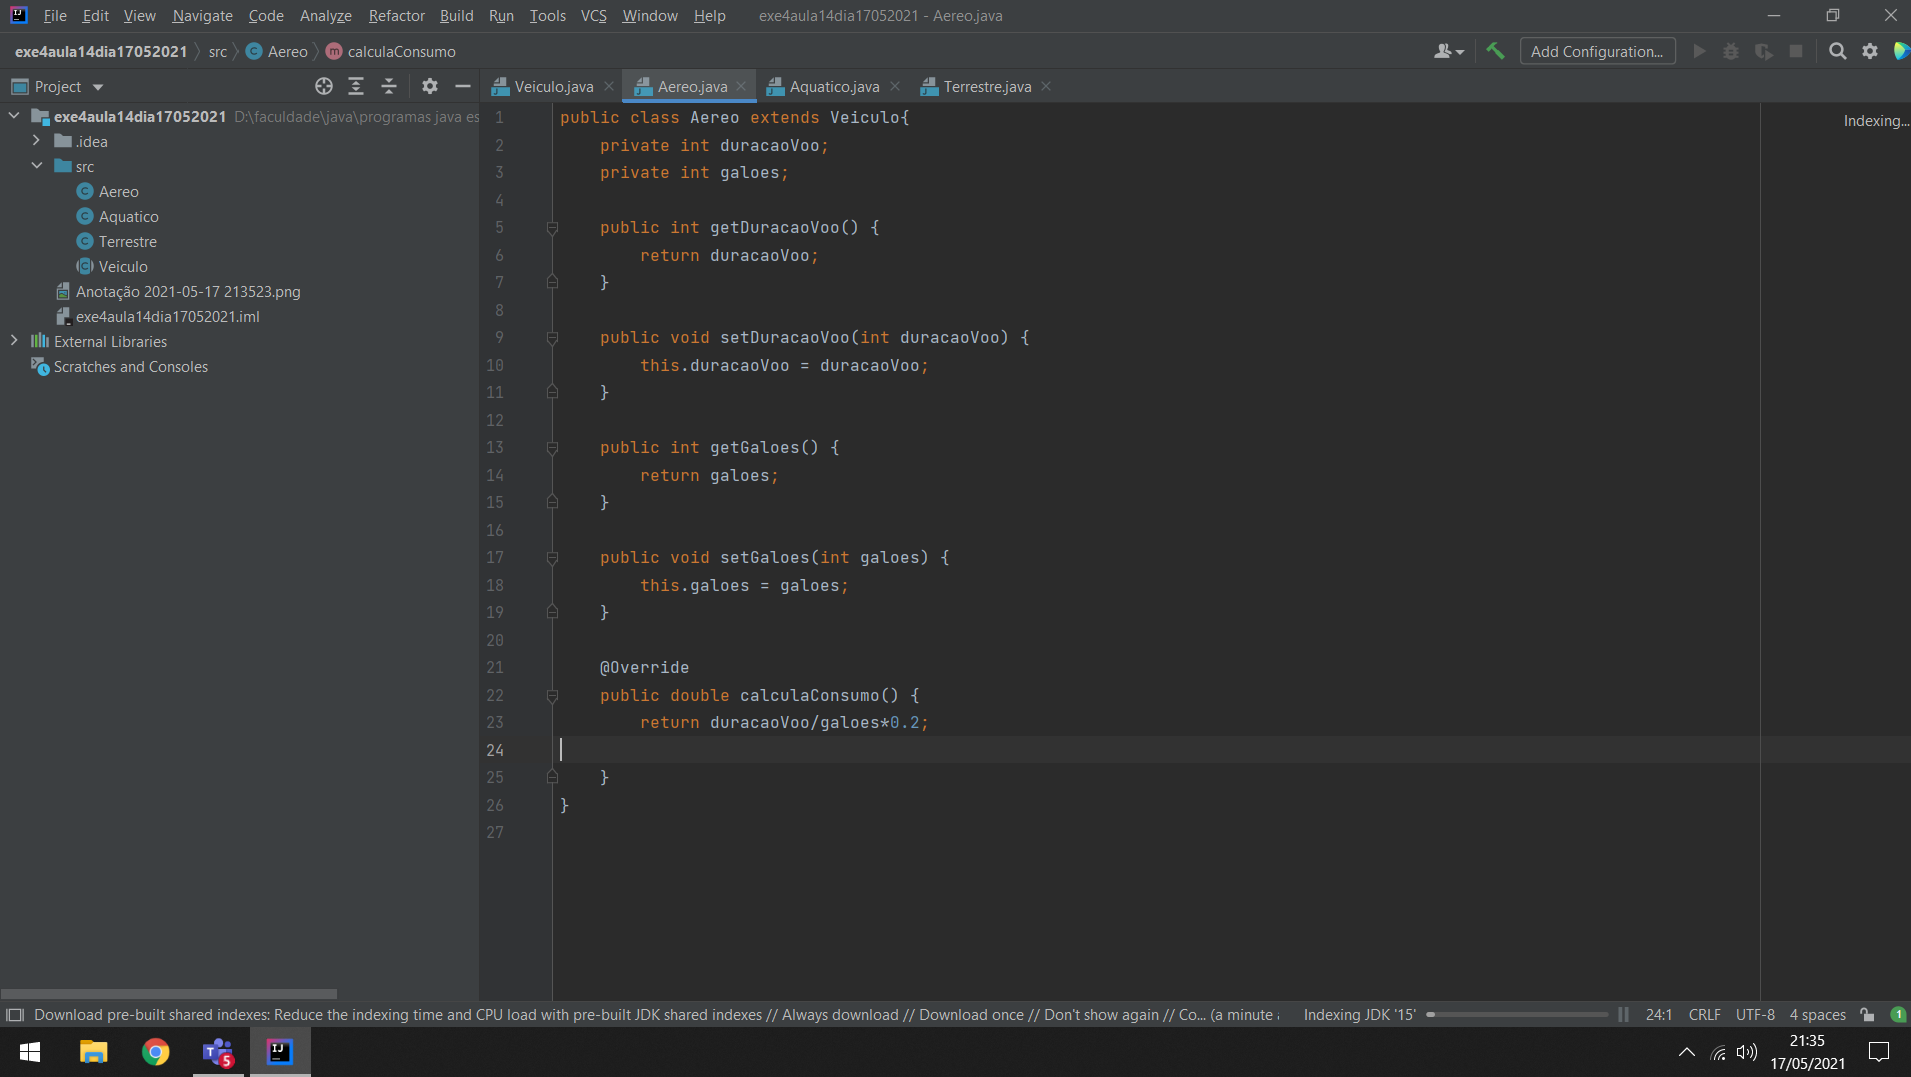 File Edit View Navigate Code Analyze Refactor Build Run Tools VCS Window Help exe4aula14dia17052021 - Aereo.java
exe4aula14dia17052021 src Aereo calculaConsumo Add Configuration...
Project
Veiculo.java Aereo.java Aquatico.java Terrestre.java
exe4aula14dia17052021 D:\faculdade\java\programas java es
.idea
src
Aereo
Aquatico
Terrestre
Veiculo
Anotação 2021-05-17 213523.png
exe4aula14dia17052021.iml
External Libraries
Scratches and Consoles
Indexing...
1 public class Aereo extends Veiculo{
2 private int duracaoVoo;
3 private int galoes;
4
5 public int getDuracaoVoo() {
6 return duracaoVoo;
7 }
8
9 public void setDuracaoVoo(int duracaoVoo) {
10 this.duracaoVoo = duracaoVoo;
11 }
12
13 public int getGaloes() {
14 return galoes;
15 }
16
17 public void setGaloes(int galoes) {
18 this.galoes = galoes;
19 }
20
21 @Override
22 public double calculaConsumo() {
23 return duracaoVoo/galoes*0.2;
24
25 }
26 }
27
Download pre-built shared indexes: Reduce the indexing time and CPU load with pre-built JDK shared indexes // Always download // Download once // Don't show again // Co... (a minute Indexing JDK '15' 24:1 CRLF UTF-8 4 spaces 1
5
21:35
17/05/2021